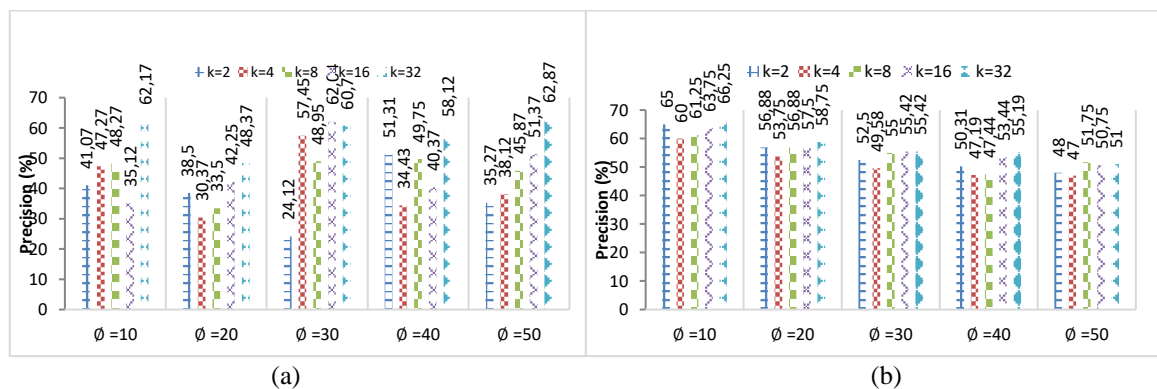 k=2 k=4 k=8 k=16 k=32
Precision (%)
70
60
50
40
30
20
10
0
41,07 47,27 48,27 35,12 62,17
38,5 30,37 33,5 42,25 48,37
24,12 57,45 48,95 62,04 60,7
51,31 34,43 49,75 40,37 58,12
35,27 38,12 45,87 51,37 62,87
Ø =10 Ø =20 Ø =30 Ø =40 Ø =50
(a)
k=2 k=4 k=8 k=16 k=32
Precision (%)
70
60
50
40
30
20
10
0
65 60 61,25 63,75 66,25
56,88 53,75 56,88 57,5 58,75
52,5 49,58 55 55,42 55,42
50,31 47,19 47,44 53,44 55,19
48 47 51,75 50,75 51
Ø =10 Ø =20 Ø =30 Ø =40 Ø =50
(b)